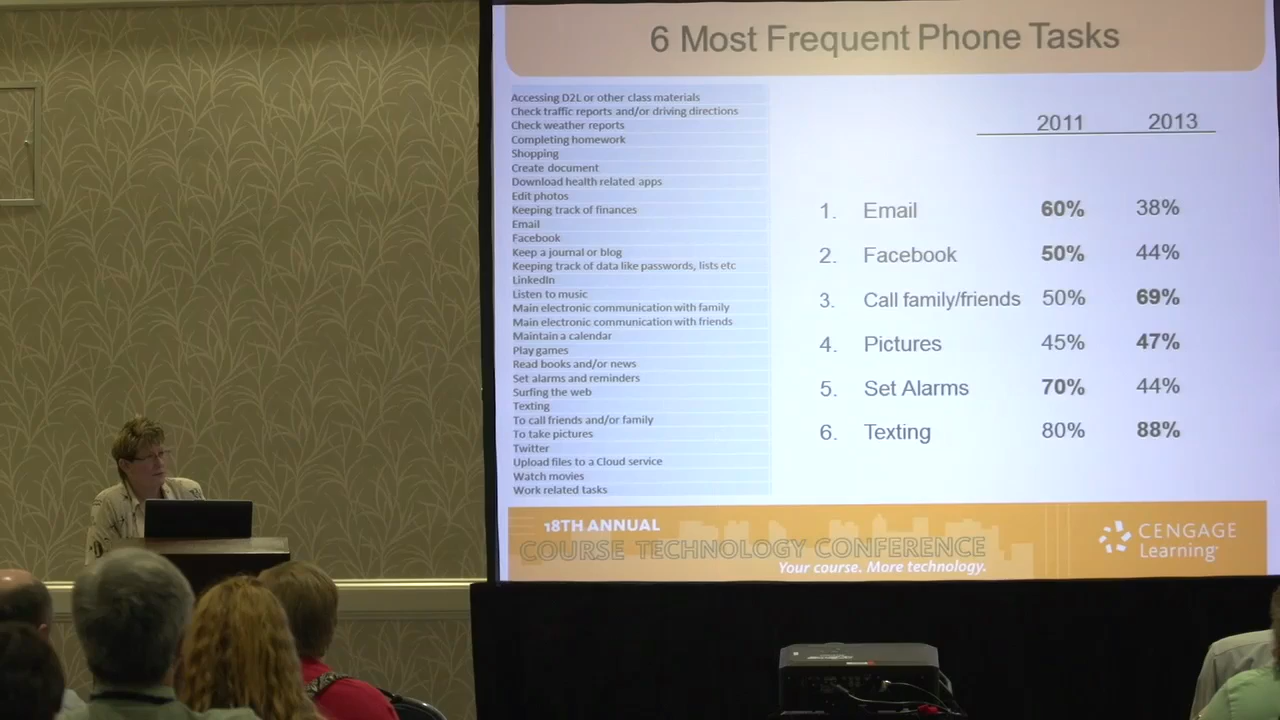 6 Most Frequent Phone Tasks
Accessing D2L or other class materials
Check traffic reports and/or driving directions
Check weather reports
Completing homework
Shopping
Create document
Download health related apps
Edit photos
Keeping track of finances
Email
Facebook
Keep a journal or blog
Keeping track of data like passwords, lists etc
LinkedIn
Listen to music
Main electronic communication with family
Main electronic communication with friends
Maintain a calendar
Play games
Read books and/or news
Set alarms and reminders
Surfing the web
Texting
To call friends and/or family
To take pictures
Twitter
Upload files to a Cloud service
Watch movies
Work related tasks
2011 2013
1. Email 60% 38%
2. Facebook 50% 44%
3. Call family/friends 50% 69%
4. Pictures 45% 47%
5. Set Alarms 70% 44%
6. Texting 80% 88%
18TH ANNUAL
COURSE TECHNOLOGY CONFERENCE
Your course. More technology.
CENGAGE
Learning